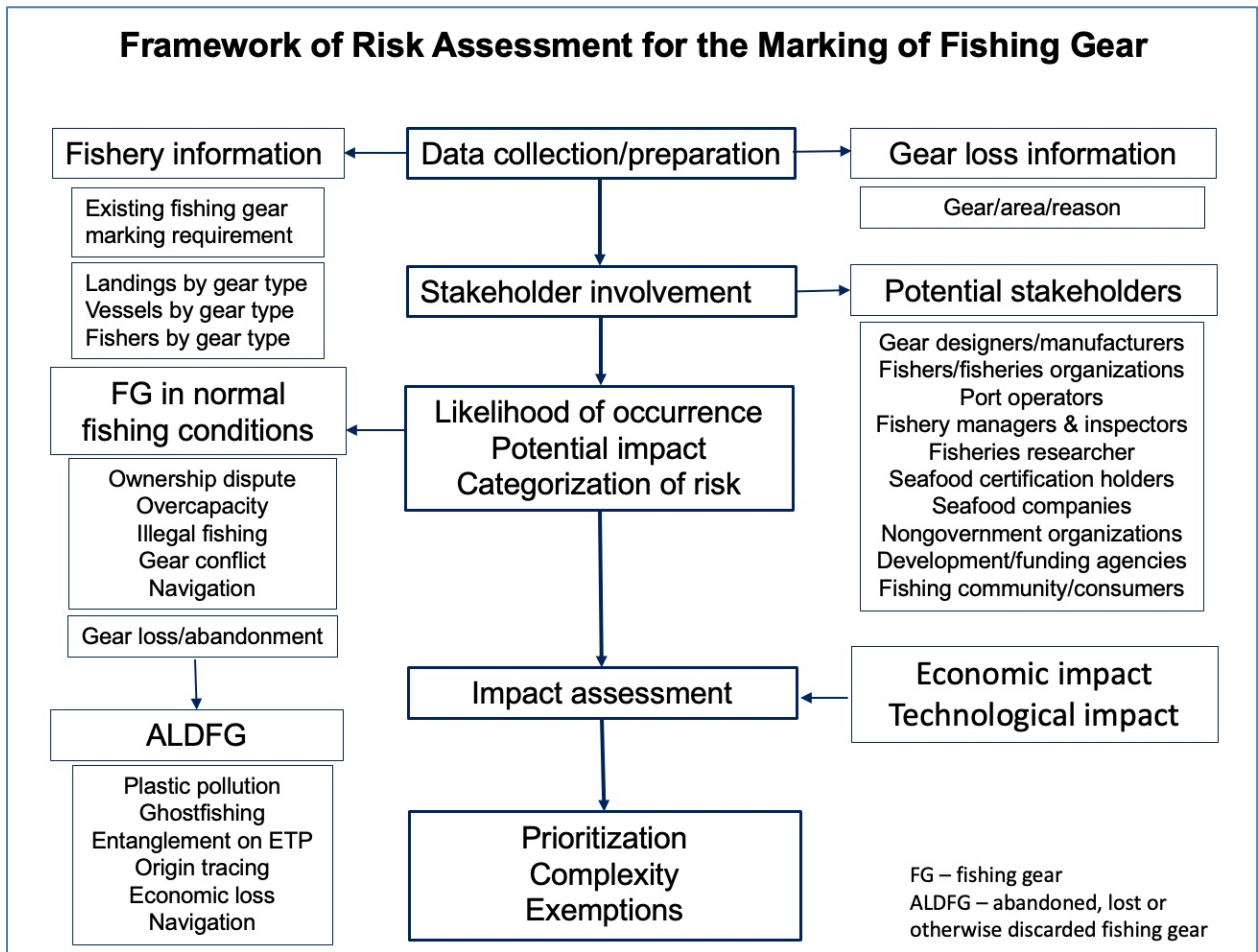 Framework of Risk Assessment for the Marking of Fishing Gear
Fishery information
Data collection/preparation
Gear loss information
Existing fishing gear
marking requirement
Gear/area/reason
Landings by gear type
Vessels by gear type
Fishers by gear type
Stakeholder involvement
Potential stakeholders
Gear designers/manufacturers
Fishers/fisheries organizations
Port operators
Fishery managers & inspectors
Fisheries researcher
Seafood certification holders
Seafood companies
Nongovernment organizations
Development/funding agencies
Fishing community/consumers
FG in normal
fishing conditions
Likelihood of occurrence
Potential impact
Categorization of risk
Ownership dispute
Overcapacity
Illegal fishing
Gear conflict
Navigation
Gear loss/abandonment
Impact assessment
Economic impact
Technological impact
ALDFG
Plastic pollution
Ghostfishing
Entanglement on ETP
Origin tracing
Economic loss
Navigation
Prioritization
Complexity
Exemptions
FG – fishing gear
ALDFG – abandoned, lost or
otherwise discarded fishing gear